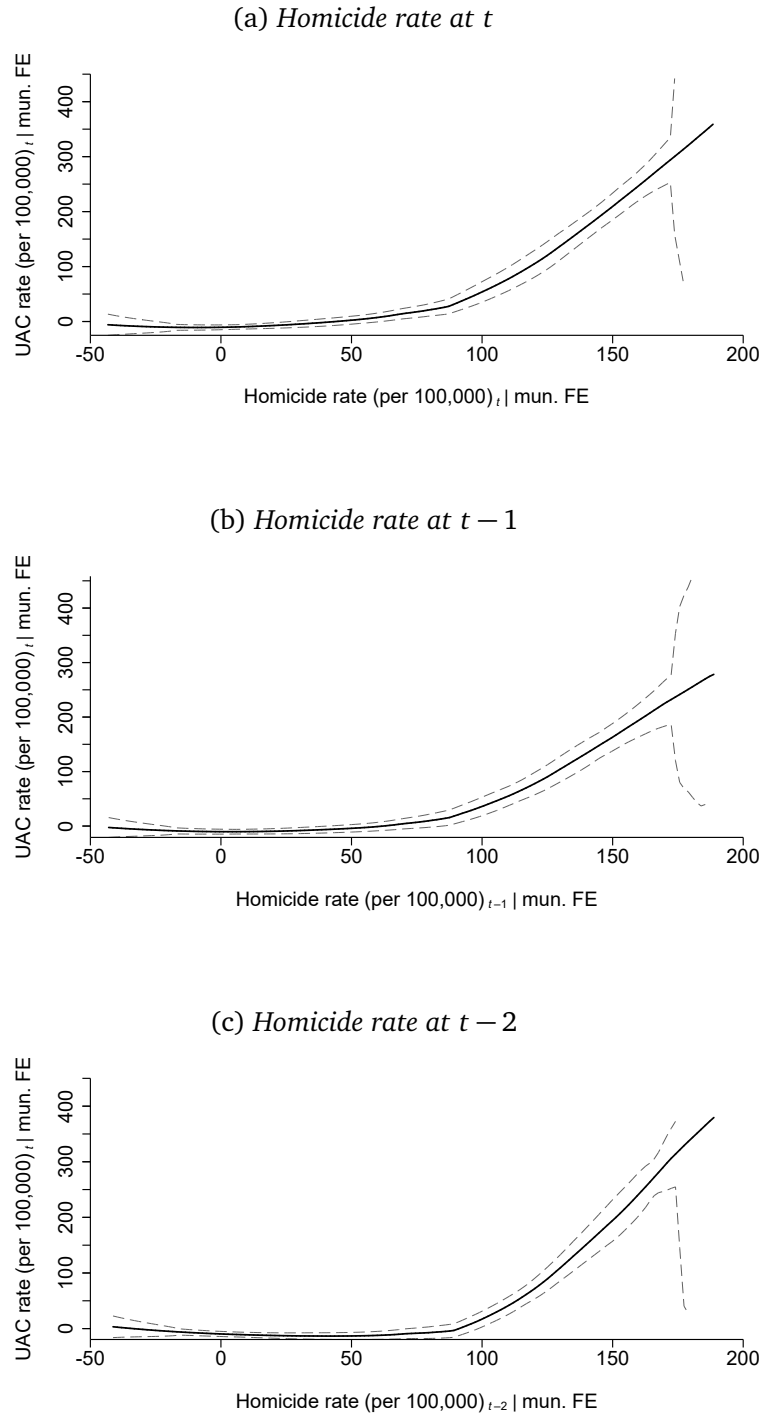 (a) Homicide rate at t
UAC rate (per 100,000) t | mun. FE
400
300
200
100
0
-50 0 50 100 150 200
Homicide rate (per 100,000) t | mun. FE
(b) Homicide rate at t − 1
UAC rate (per 100,000) t | mun. FE
400
300
200
100
0
-50 0 50 100 150 200
Homicide rate (per 100,000) t−1 | mun. FE
(c) Homicide rate at t − 2
UAC rate (per 100,000) t | mun. FE
400
300
200
100
0
-50 0 50 100 150 200
Homicide rate (per 100,000) t−2 | mun. FE